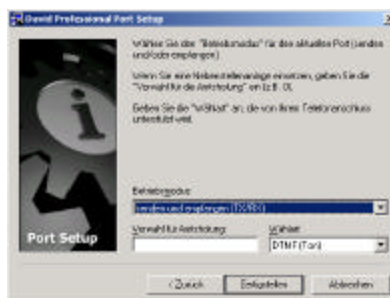 David Professional Port Setup
Wählen Sie den "Betriebsmodus" für den aktuellen Port (senden
und/oder empfangen)
Wenn Sie eine Nebenstellenanlage einsetzen, geben Sie die
"Vorwahl für die Amtsholung" ein (z.B. 0).
Geben Sie die "Wählart" an, die von Ihrem Telefonanschluss
unterstützt wird.
Betriebsmodus:
senden und empfangen (TX/RX)
Vorwahl für Amtsholung:
Wählart:
DTMF (Ton)
Port Setup
< Zurück
Fertigstellen
Abbrechen